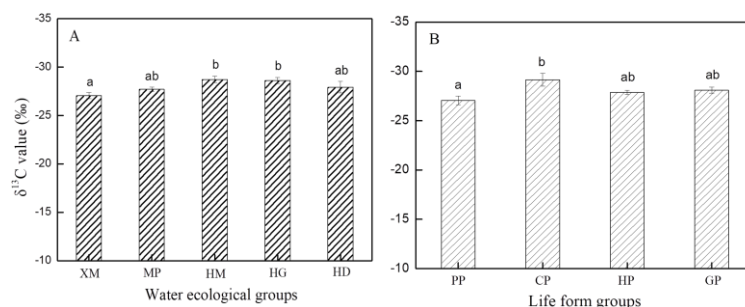 A
-35
-30
-25
-20
-15
-10
δ¹³C value (‰)
a
ab
b
b
ab
XM MP HM HG HD
Water ecological groups
B
-35
-30
-25
-20
-15
-10
a
b
ab
ab
PP CP HP GP
Life form groups